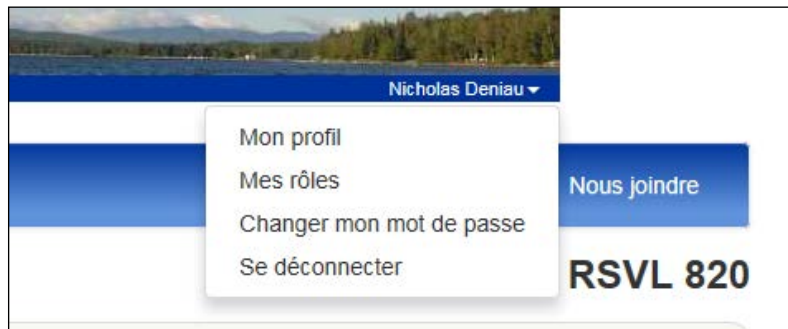 Nicholas Deniau
Mon profil
Mes rôles
Nous joindre
Changer mon mot de passe
Se déconnecter
RSVL 820